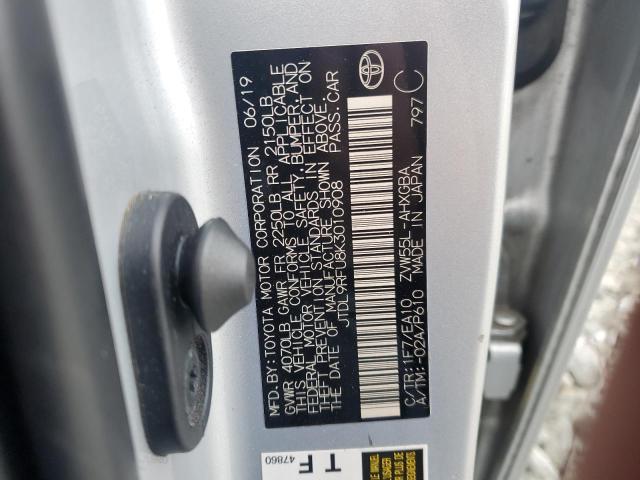 MFD.BY:TOYOTA MOTOR CORPORATION 06/19
GVWR 4070LB GAWR FR 2250LB RR 2150LB
THIS VEHICLE CONFORMS TO ALL APPLICABLE
FEDERAL MOTOR VEHICLE SAFETY,BUMPER,AND
THEFT PREVENTION STANDARDS IN EFFECT ON
THE DATE OF MANUFACTURE SHOWN ABOVE.
JTDL9RFU8K3010908 PASS.CAR
C/TR:1F7/EA10 7VW55L-AHXGBA
A/TM:-02A/P610 MADE IN JAPAN 797 C
T F
47860